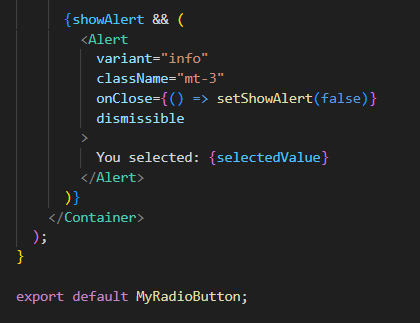 {showAlert && (
<Alert
variant="info"
className="mt-3"
onClose={() => setShowAlert(false)}
dismissible
>
You selected: {selectedValue}
</Alert>
)}
</Container>
);
}
export default MyRadioButton;